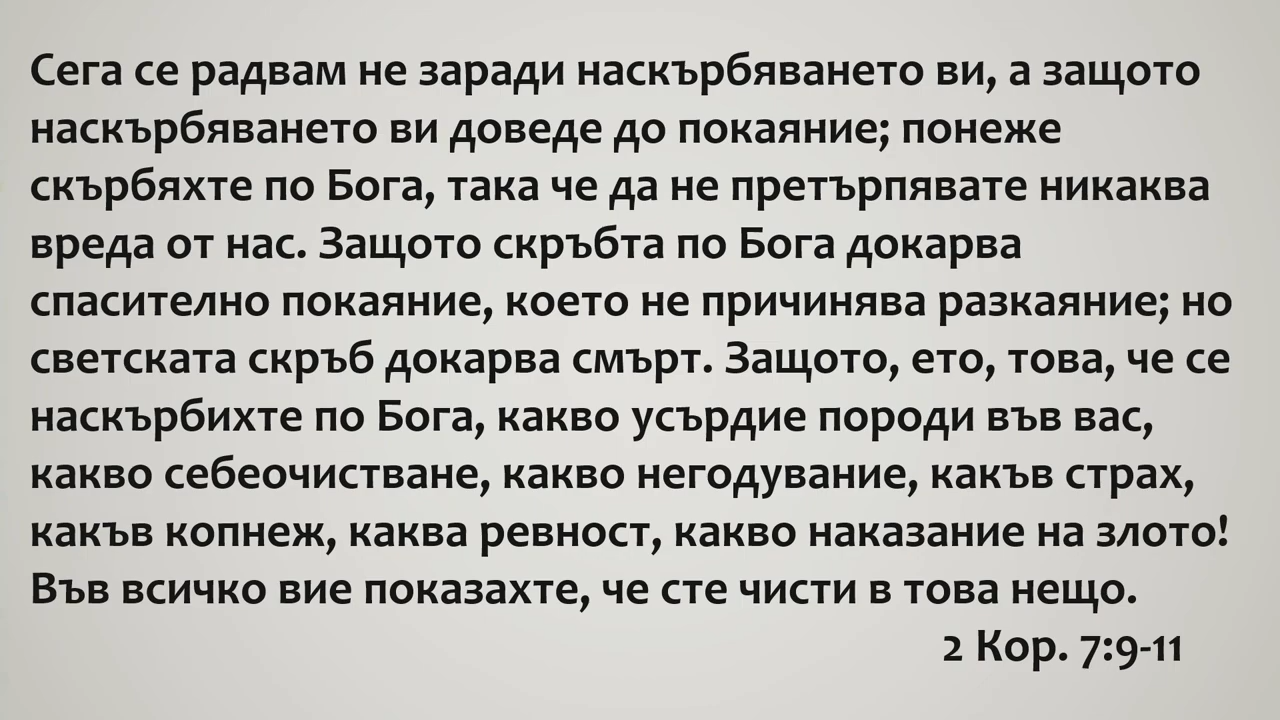 Сега се радвам не заради наскърбяването ви, а защото
наскърбяването ви доведе до покаяние; понеже
скърбяхте по Бога, така че да не претърпявате никаква
вреда от нас. Защото скръбта по Бога докарва
спасително покаяние, което не причинява разкаяние; но
светската скръб докарва смърт. Защото, ето, това, че се
наскърбихте по Бога, какво усърдие породи във вас,
какво себеочистване, какво негодувание, какъв страх,
какъв копнеж, каква ревност, какво наказание на злото!
Във всичко вие показахте, че сте чисти в това нещо.
2 Кор. 7:9-11